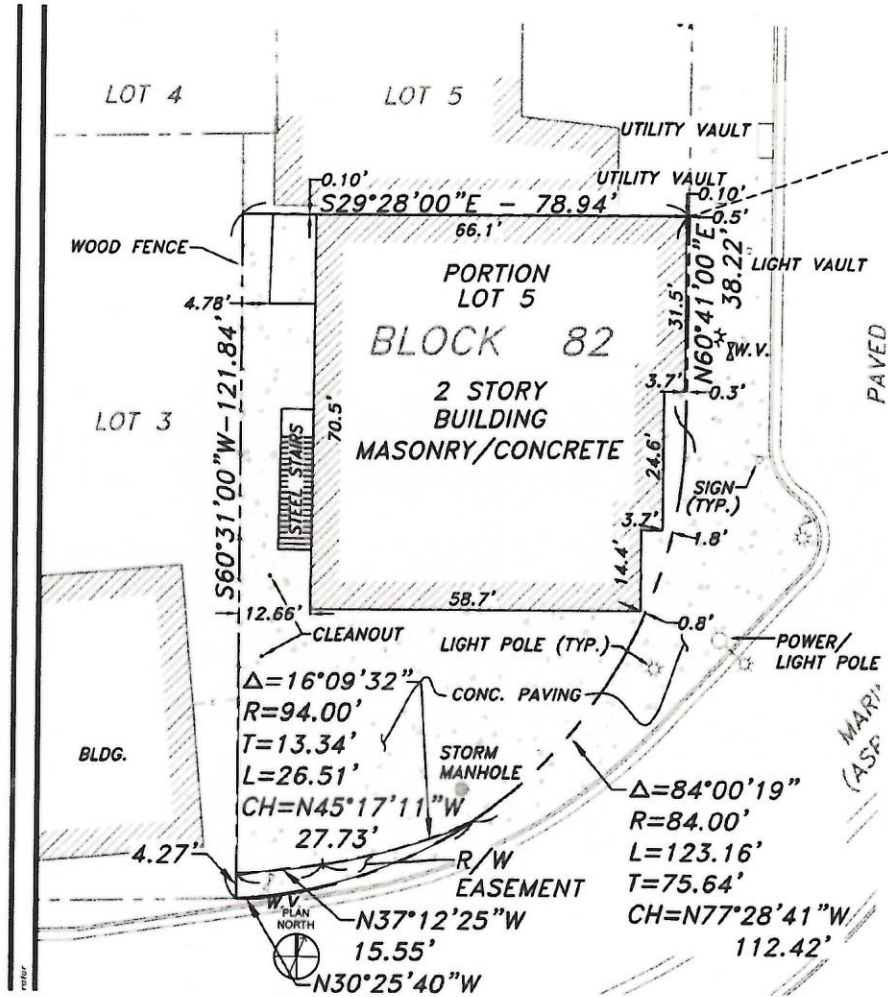 LOT 4
LOT 5
UTILITY VAULT
UTILITY VAULT
0.10'
0.10'
S29°28'00"E - 78.94'
0.5'
66.1'
WOOD FENCE
PORTION
LOT 5
N60°41'00"E
38.22'
LIGHT VAULT
4.78'
31.5'
BLOCK 82
W.V.
PAVED
2 STORY
BUILDING
MASONRY/CONCRETE
3.7'
0.3'
LOT 3
S60°31'00"W-121.84'
STEEL STAIRS
70.5'
24.6'
SIGN
(TYP.)
3.7'
1.8'
14.4'
58.7'
12.66'
0.8'
CLEANOUT
LIGHT POLE (TYP.)
POWER/
LIGHT POLE
Δ=16°09'32"
R=94.00'
T=13.34'
L=26.51'
CH=N45°17'11"W
27.73'
CONC. PAVING
STORM
MANHOLE
BLDG.
Δ=84°00'19"
R=84.00'
L=123.16'
T=75.64'
CH=N77°28'41"W
112.42'
4.27'
R/W
EASEMENT
W.V.
PLAN
NORTH
N37°12'25"W
15.55'
N30°25'40"W